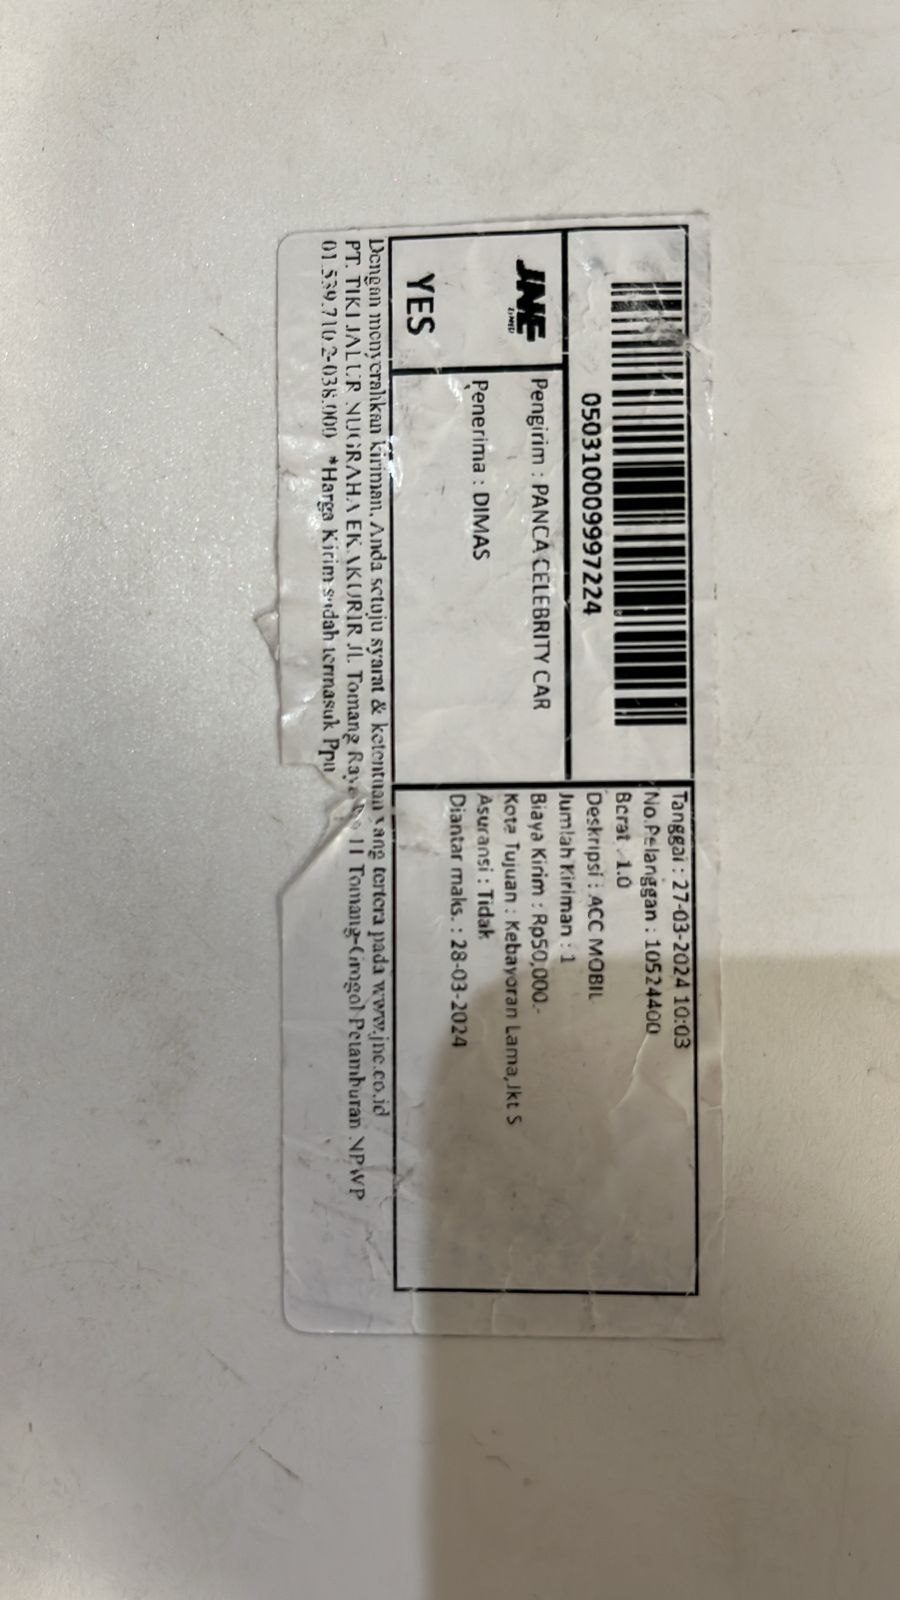 0503100099997224
JNE
YES
Pengirim : PANCA CELEBRITY CAR
Penerima : DIMAS
Tanggal : 27-03-2024 10:03
No.Pelanggan : 10524400
Berat : 1.0
Deskripsi : ACC MOBIL
Jumlah Kiriman : 1
Biaya Kirim : Rp50,000.-
Kota Tujuan : Kebayoran Lama,Jkt S
Asuransi : Tidak
Diantar maks. : 28-03-2024
Dengan menyerahkan kiriman, Anda setuju syarat & ketentuan yang tertera pada www.jne.co.id
PT. TIKI JALUR NUGRAHA EKAKURIR Jl. Tomang Raya 11 Tomang-Grogol Petamburan NPWP
01.539.710.2-038.000 *Harga Kirim sudah termasuk Ppn